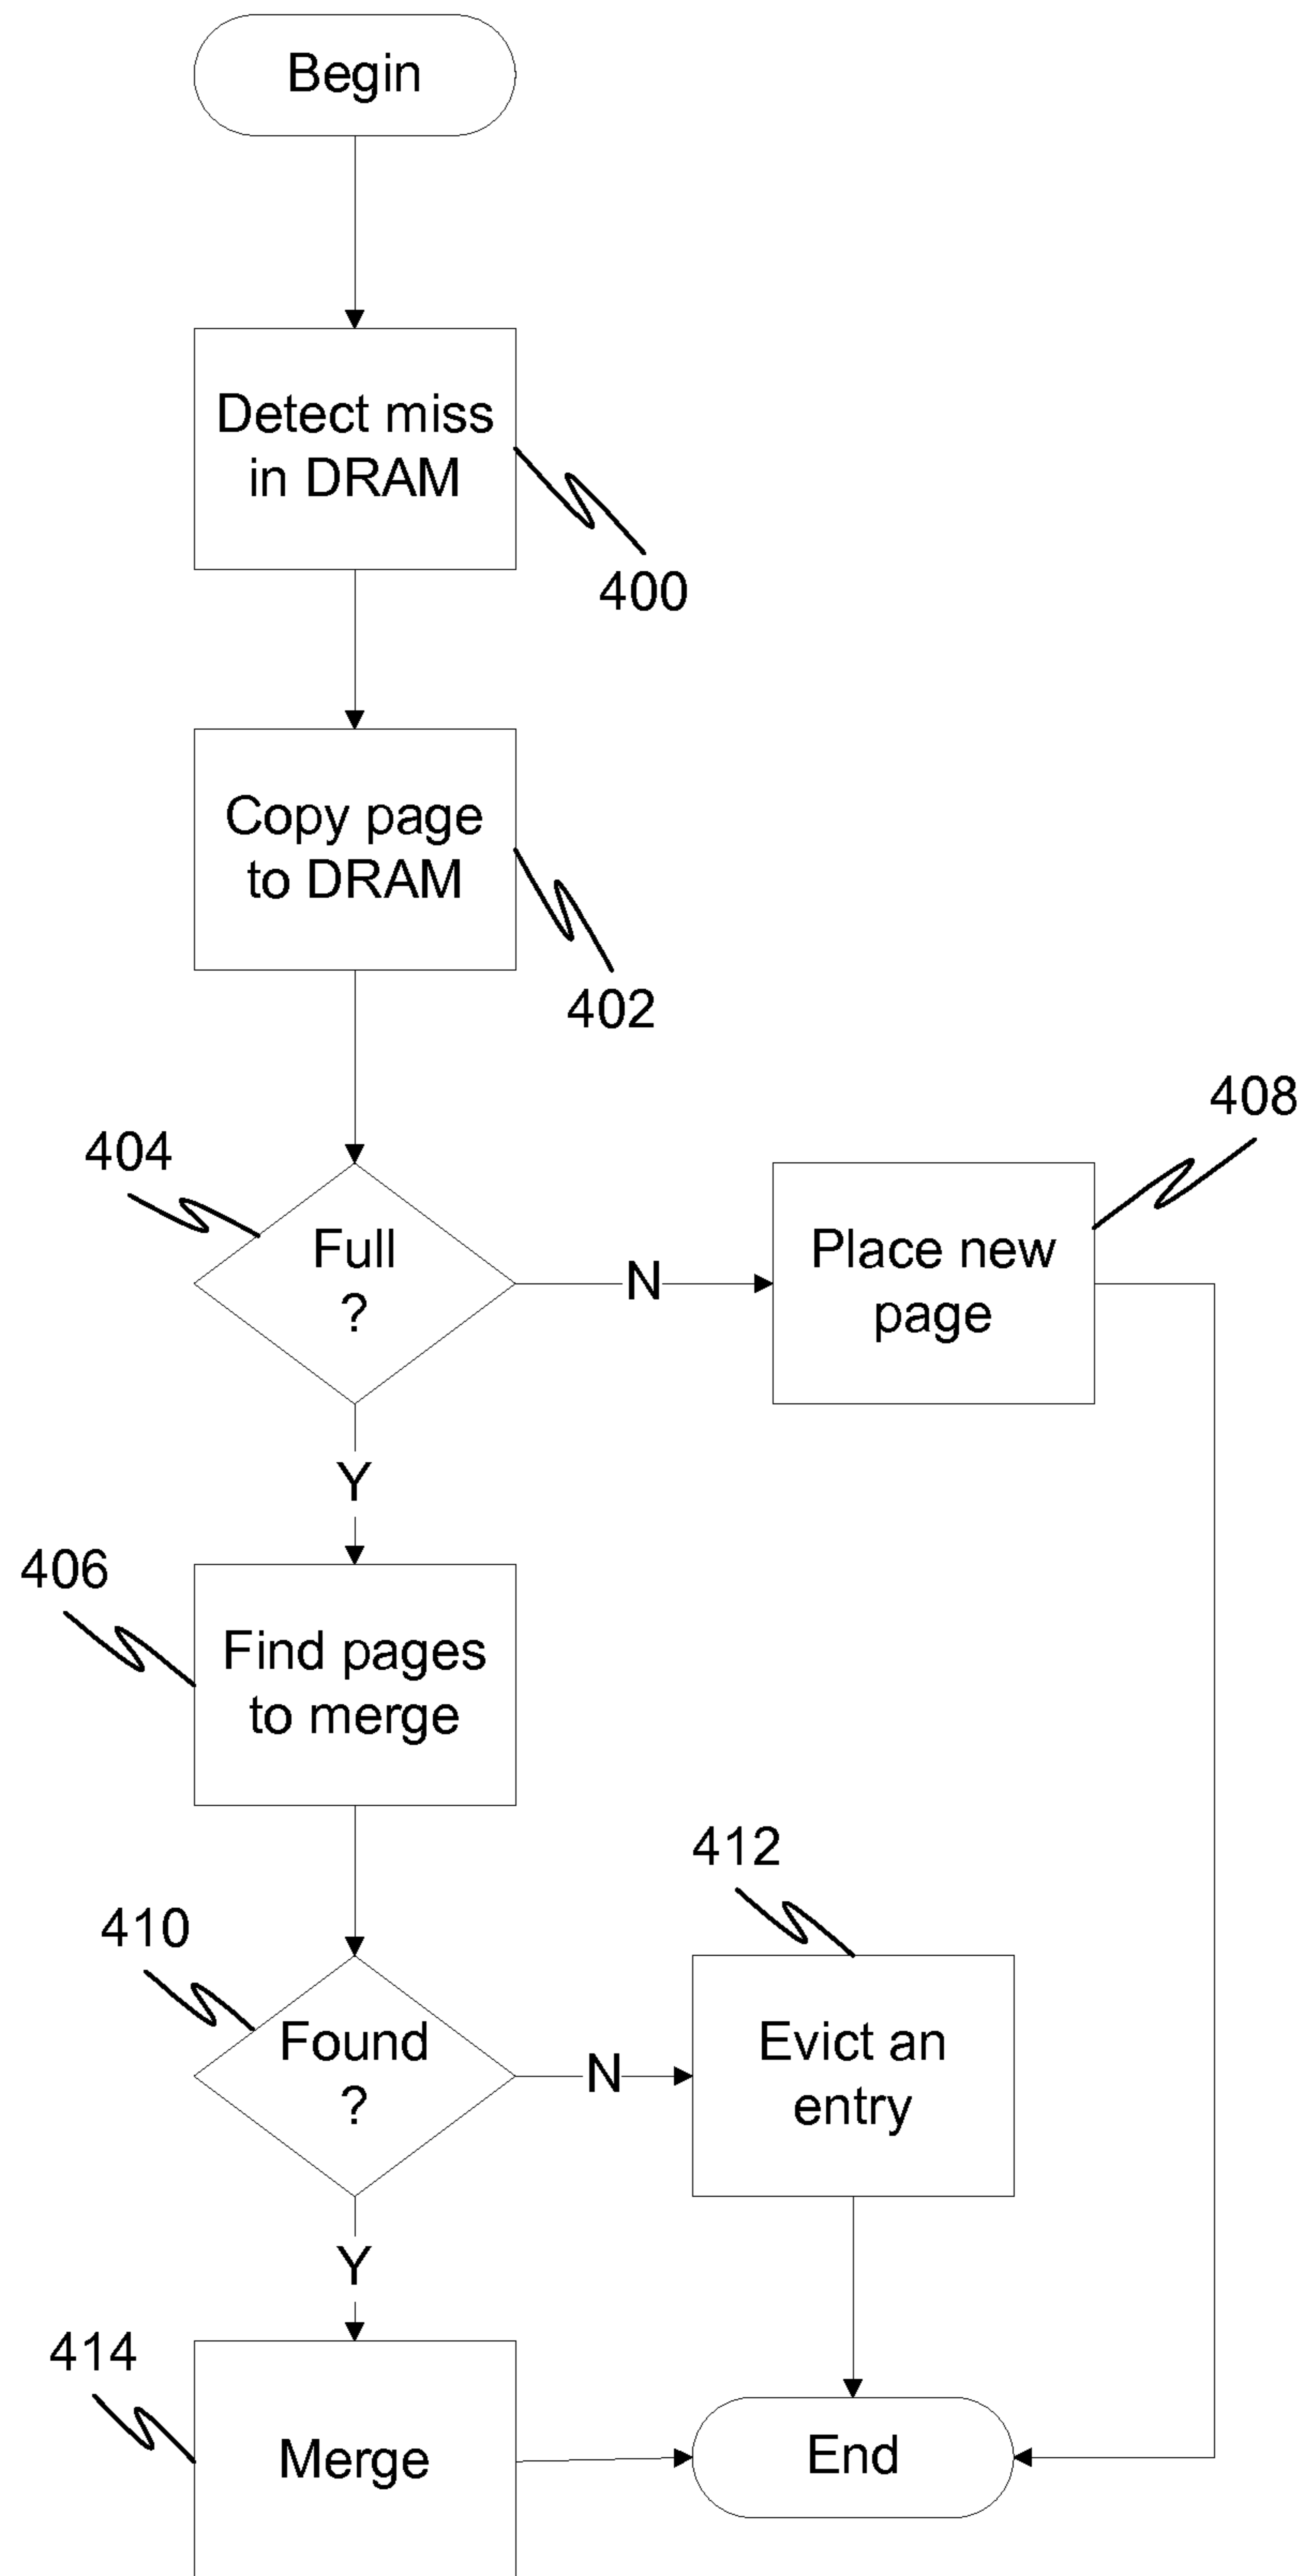 Begin
Detect miss
in DRAM
400
Copy page
to DRAM
402
404
Full
?
N
408
Place new
page
Y
406
Find pages
to merge
410
Found
?
N
412
Evict an
entry
Y
414
Merge
End